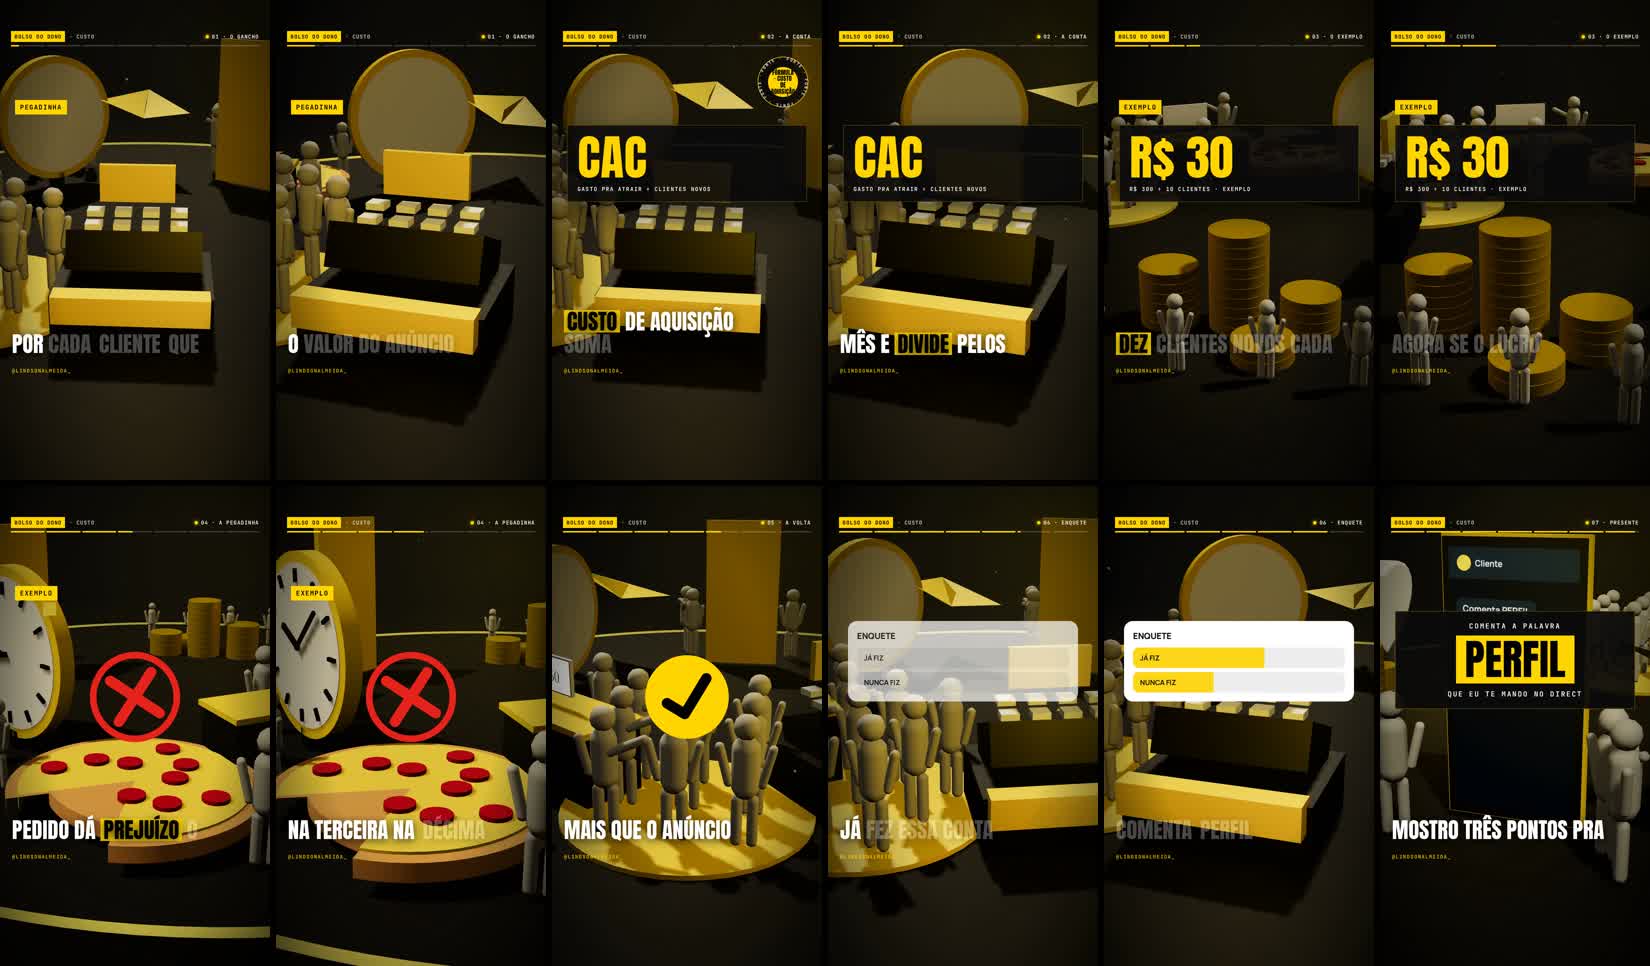 BOLSO DO DONO · CUSTO
01 · O GANCHO
PEGADINHA
POR CADA CLIENTE QUE
@LINDSONALMEIDA_
BOLSO DO DONO · CUSTO
01 · O GANCHO
PEGADINHA
O VALOR DO ANÚNCIO
@LINDSONALMEIDA_
BOLSO DO DONO · CUSTO
02 · A CONTA
FÓRMULA
· CUSTO
DE
AQUISIÇÃO
CAC
GASTO PRA ATRAIR ÷ CLIENTES NOVOS
CUSTO DE AQUISIÇÃO
SOMA
@LINDSONALMEIDA_
BOLSO DO DONO · CUSTO
02 · A CONTA
CAC
GASTO PRA ATRAIR ÷ CLIENTES NOVOS
MÊS E DIVIDE PELOS
@LINDSONALMEIDA_
BOLSO DO DONO · CUSTO
03 · O EXEMPLO
EXEMPLO
R$ 30
R$ 300 ÷ 10 CLIENTES · EXEMPLO
DEZ CLIENTES NOVOS CADA
@LINDSONALMEIDA_
BOLSO DO DONO · CUSTO
03 · O EXEMPLO
EXEMPLO
R$ 30
R$ 300 ÷ 10 CLIENTES · EXEMPLO
AGORA SE O LUCRO
@LINDSONALMEIDA_
BOLSO DO DONO · CUSTO
04 · A PEGADINHA
EXEMPLO
PEDIDO DÁ PREJUÍZO O
@LINDSONALMEIDA_
BOLSO DO DONO · CUSTO
04 · A PEGADINHA
EXEMPLO
NA TERCEIRA NA DÉCIMA
@LINDSONALMEIDA_
BOLSO DO DONO · CUSTO
05 · A VOLTA
MAIS QUE O ANÚNCIO
@LINDSONALMEIDA_
BOLSO DO DONO · CUSTO
06 · ENQUETE
ENQUETE
JÁ FIZ
NUNCA FIZ
JÁ FEZ ESSA CONTA
@LINDSONALMEIDA_
BOLSO DO DONO · CUSTO
06 · ENQUETE
ENQUETE
JÁ FIZ
NUNCA FIZ
COMENTA PERFIL
@LINDSONALMEIDA_
BOLSO DO DONO · CUSTO
07 · PRESENTE
Cliente
Comenta PERFIL
COMENTA A PALAVRA
PERFIL
QUE EU TE MANDO NO DIRECT
MOSTRO TRÊS PONTOS PRA
@LINDSONALMEIDA_